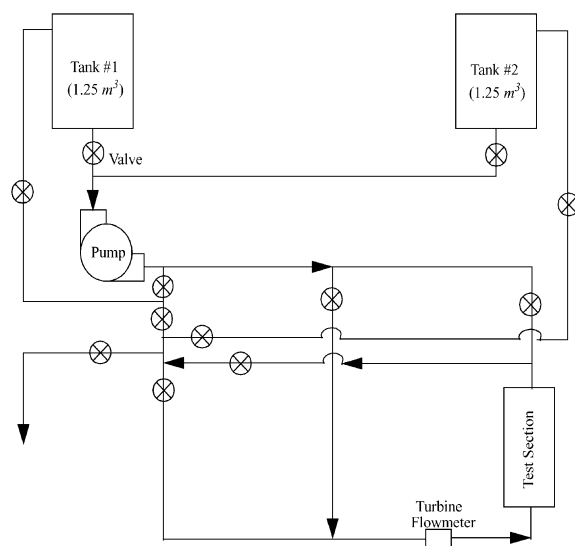 Tank #1
(1.25 m³)
Tank #2
(1.25 m³)
Valve
Pump
Test Section
Turbine
Flowmeter